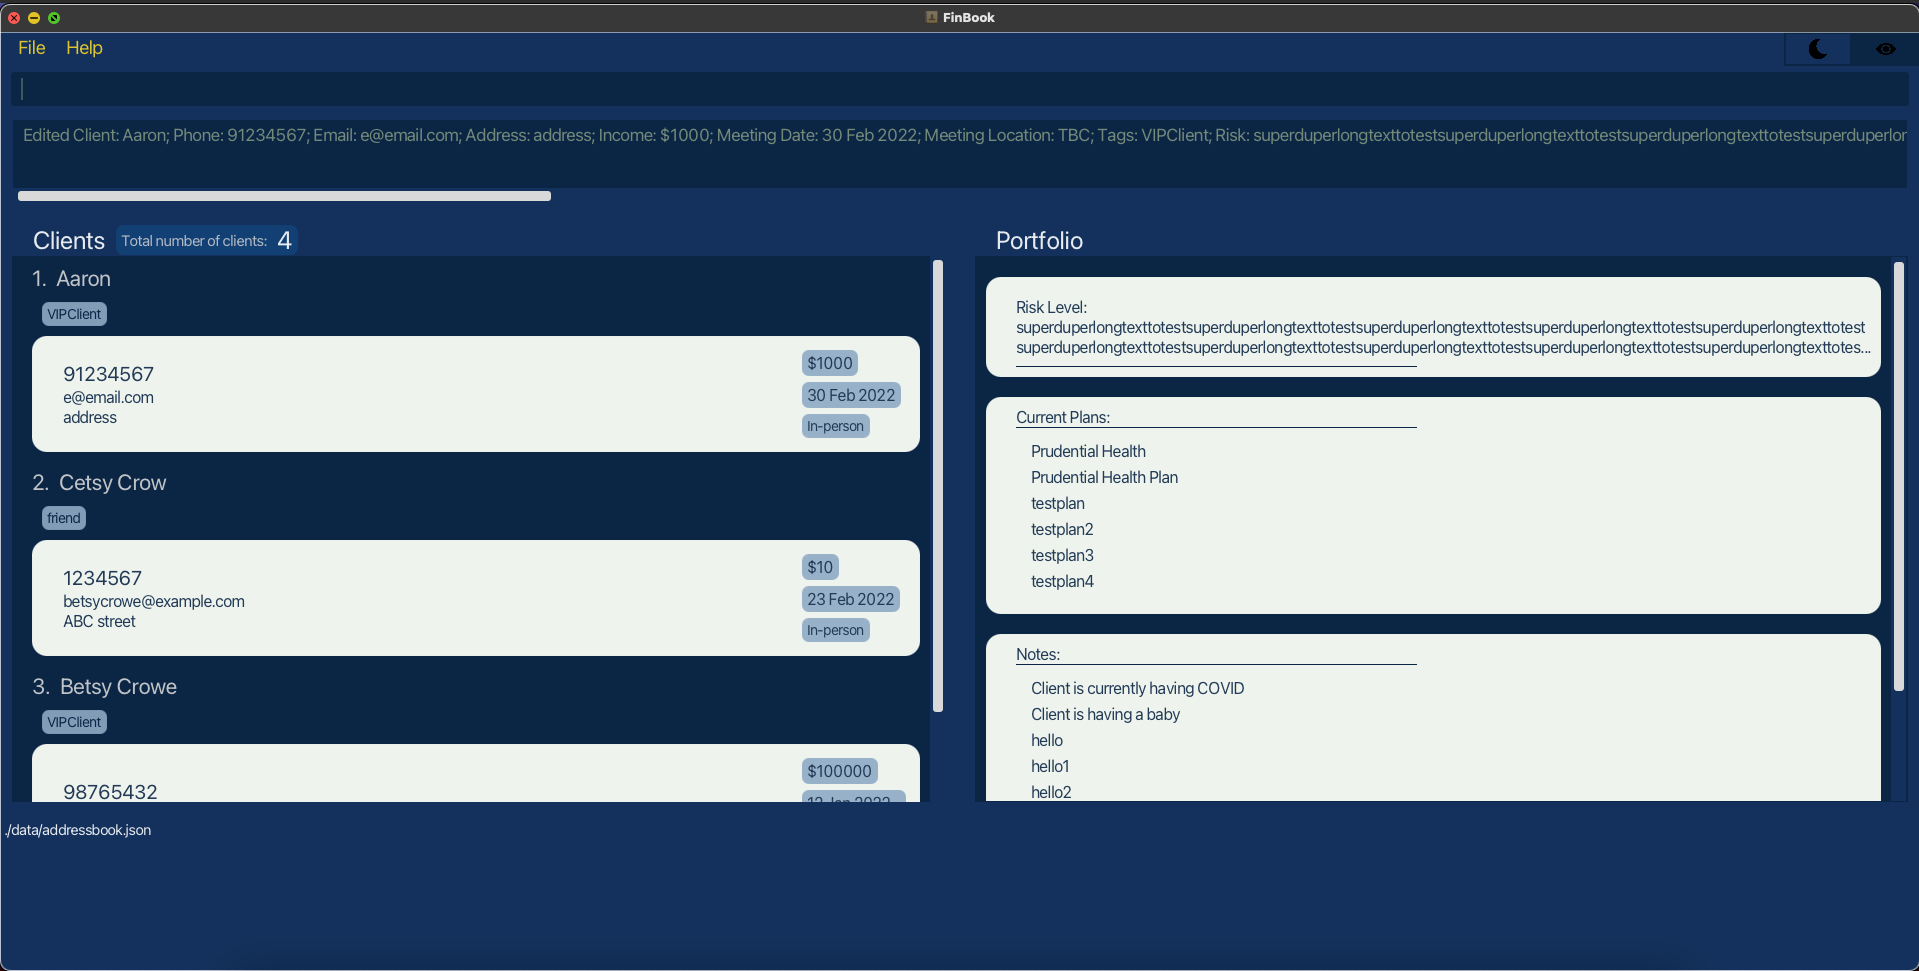 FinBook
File Help
Edited Client: Aaron; Phone: 91234567; Email: e@email.com; Address: address; Income: $1000; Meeting Date: 30 Feb 2022; Meeting Location: TBC; Tags: VIPClient; Risk: superduperlongtexttotestsuperduperlongtexttotestsuperduperlongtexttotestsuperduperlor
Clients Total number of clients: 4
1. Aaron
VIPClient
91234567
e@email.com
address
$1000
30 Feb 2022
In-person
2. Cetsy Crow
friend
1234567
betsycrowe@example.com
ABC street
$10
23 Feb 2022
In-person
3. Betsy Crowe
VIPClient
98765432
$100000
Portfolio
Risk Level:
superduperlongtexttotestsuperduperlongtexttotestsuperduperlongtexttotestsuperduperlongtexttotestsuperduperlongtexttotest
superduperlongtexttotestsuperduperlongtexttotestsuperduperlongtexttotestsuperduperlongtexttotestsuperduperlongtexttotes...
Current Plans:
Prudential Health
Prudential Health Plan
testplan
testplan2
testplan3
testplan4
Notes:
Client is currently having COVID
Client is having a baby
hello
hello1
hello2
./data/addressbook.json